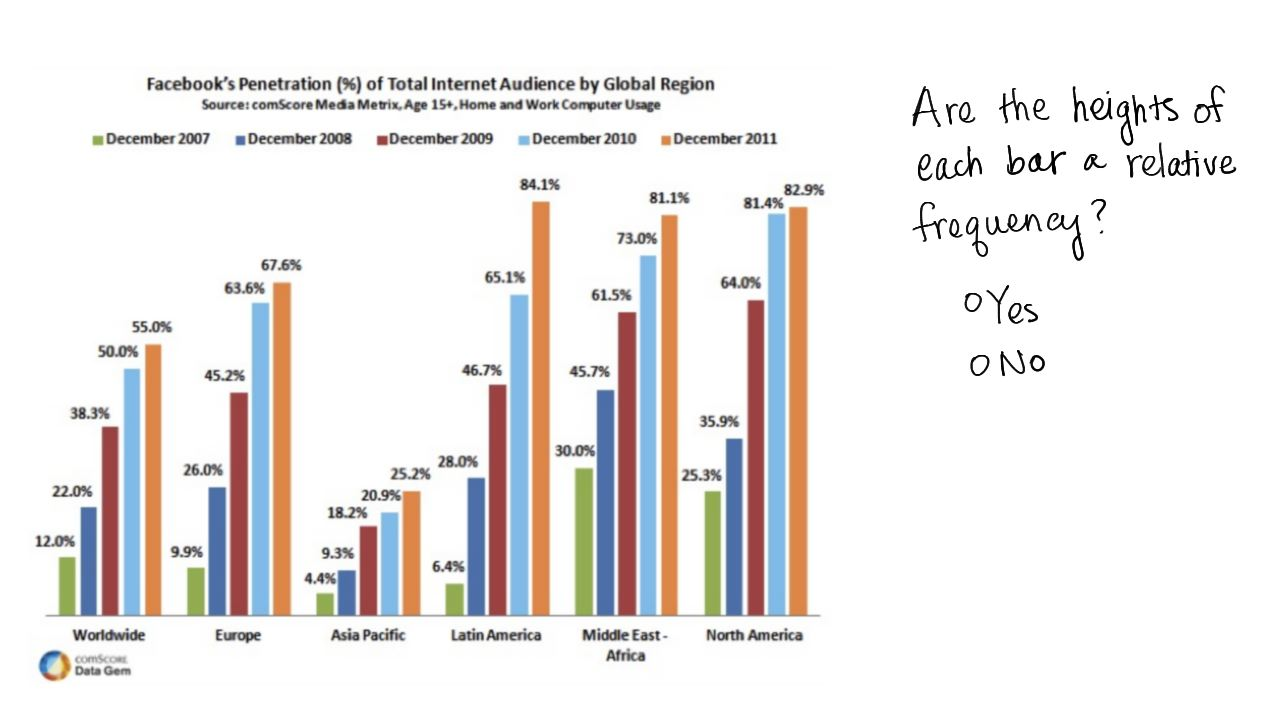 Facebook's Penetration (%) of Total Internet Audience by Global Region
Source: comScore Media Metrix, Age 15+, Home and Work Computer Usage
December 2007 December 2008 December 2009 December 2010 December 2011
12.0% 22.0% 38.3% 50.0% 55.0%
9.9% 26.0% 45.2% 63.6% 67.6%
4.4% 9.3% 18.2% 20.9% 25.2%
6.4% 28.0% 46.7% 65.1% 84.1%
30.0% 45.7% 61.5% 73.0% 81.1%
25.3% 35.9% 64.0% 81.4% 82.9%
Worldwide Europe Asia Pacific Latin America Middle East - North America
Africa
comSCORE
Data Gem
Are the heights of
each bar a relative
frequency?
O Yes
O No